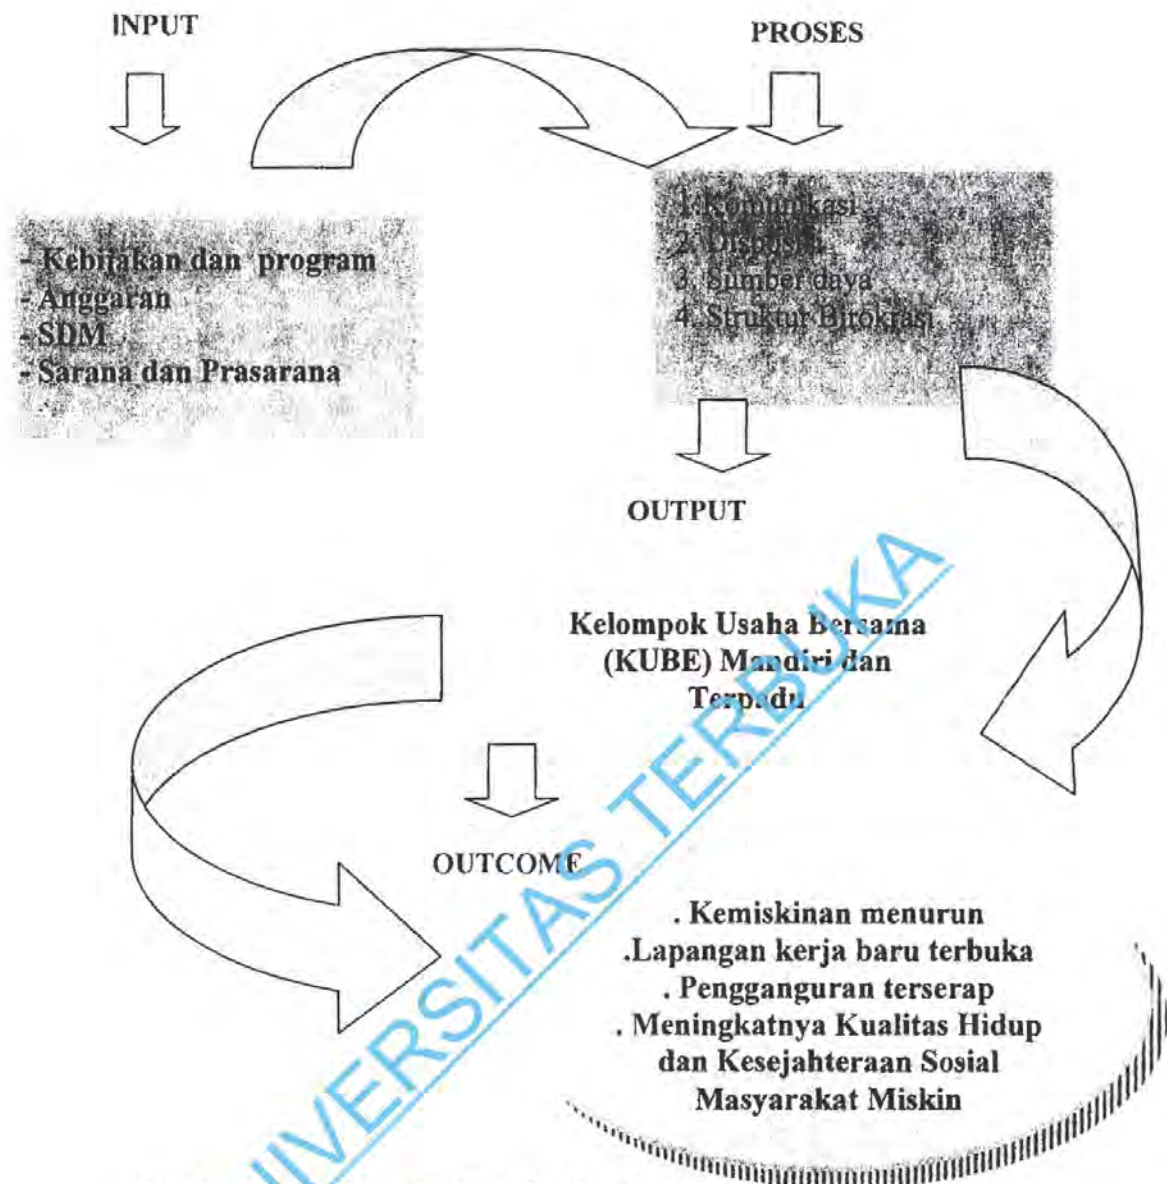 INPUT
PROSES
- Kebijakan dan program
- Anggaran
- SDM
- Sarana dan Prasarana
1. Komunikasi
2. Disposisi
3. Sumber daya
4. Struktur Birokrasi
OUTPUT
Kelompok Usaha Bersama
(KUBE) Mandiri dan
Terpadu
OUTCOME
. Kemiskinan menurun
.Lapangan kerja baru terbuka
. Pengganguran terserap
. Meningkatnya Kualitas Hidup
dan Kesejahteraan Sosial
Masyarakat Miskin
UNIVERSITAS TERBUKA